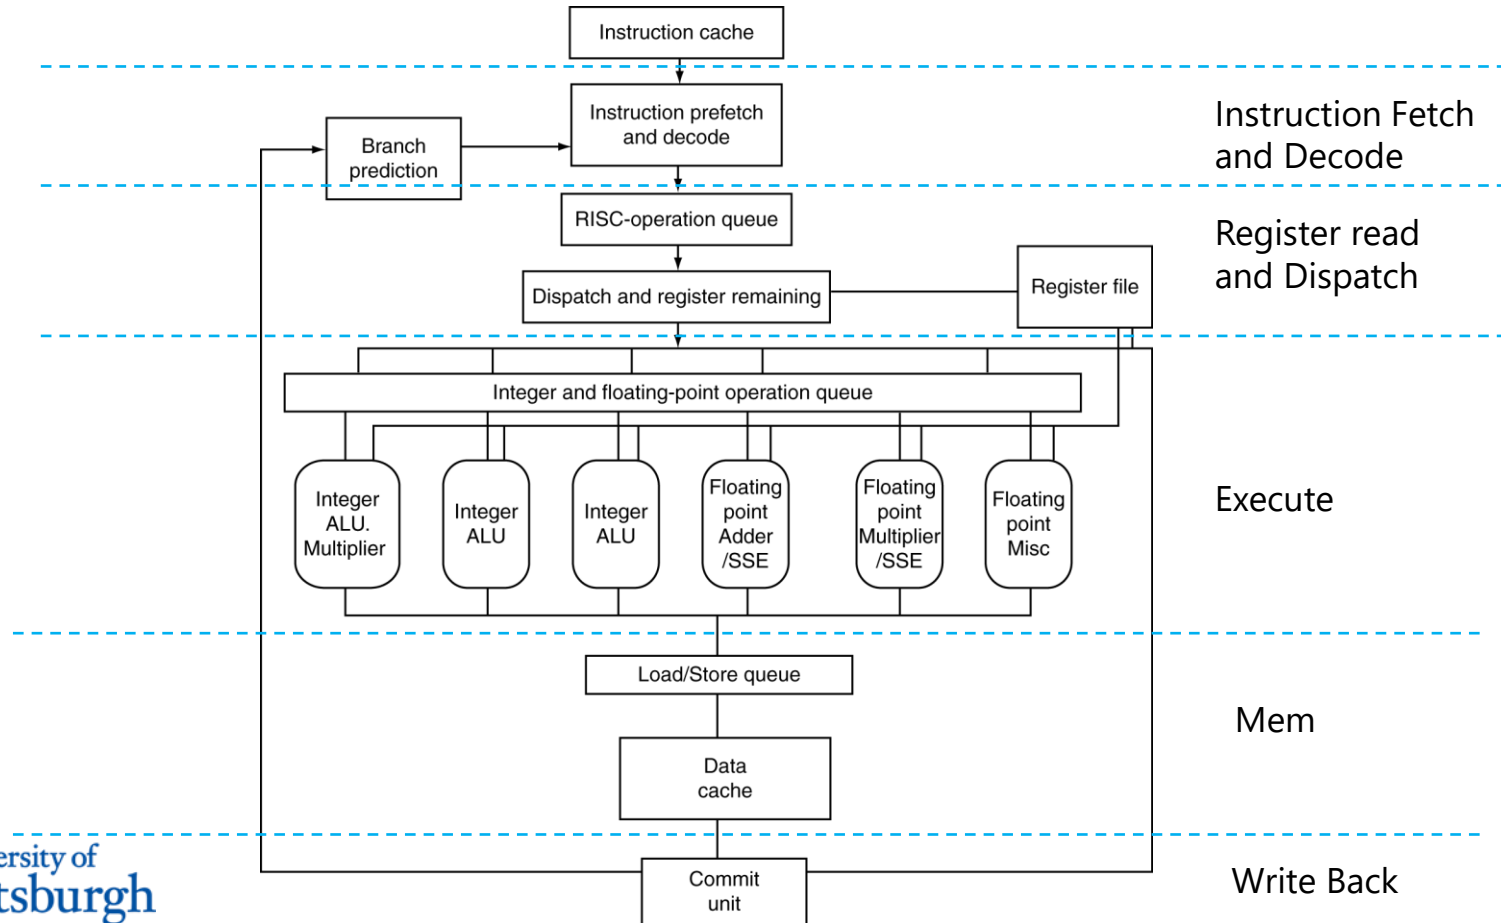 Instruction cache
Instruction prefetch
and decode
Branch
prediction
Instruction Fetch
and Decode
RISC-operation queue
Dispatch and register remaining
Register file
Register read
and Dispatch
Integer and floating-point operation queue
Integer
ALU.
Multiplier
Integer
ALU
Integer
ALU
Floating
point
Adder
/SSE
Floating
point
Multiplier
/SSE
Floating
point
Misc
Execute
Load/Store queue
Data
cache
Mem
Commit
unit
Write Back
ersity of
tsburgh